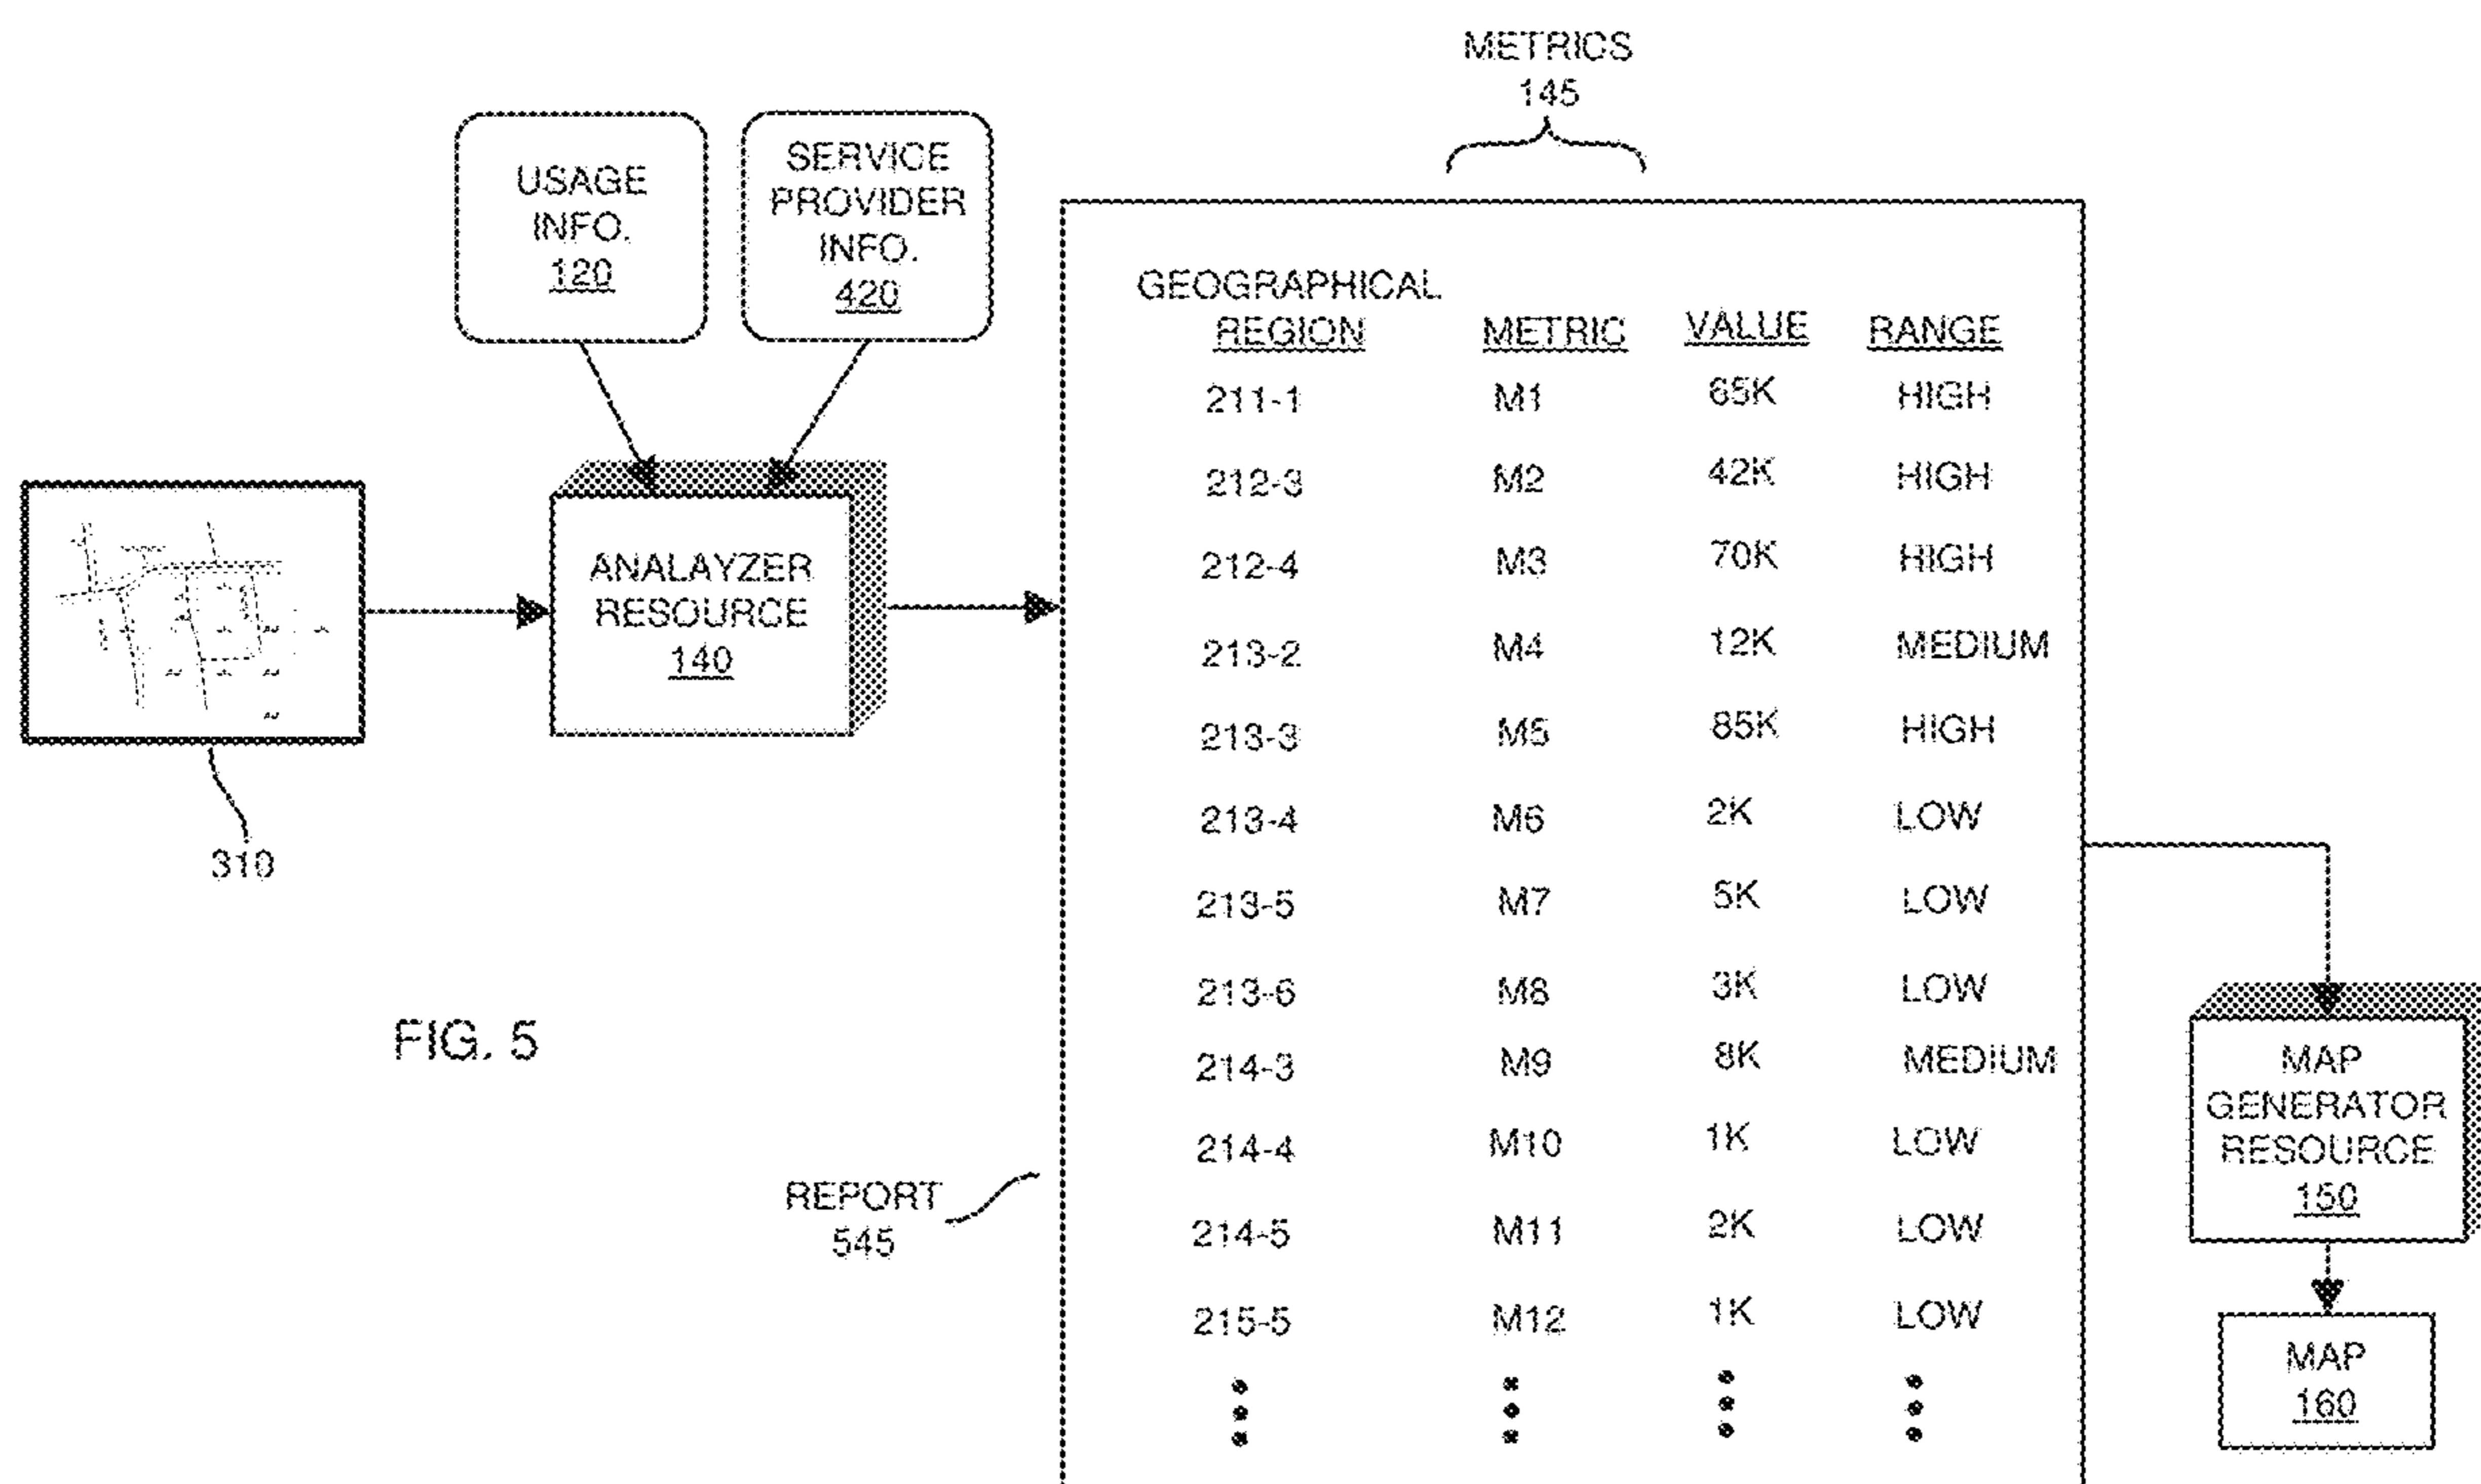 METRICS
145
USAGE
INFO.
120
SERVICE
PROVIDER
INFO.
420
GEOGRAPHICAL
REGION METRIC VALUE RANGE
211-1 M1 65K HIGH
212-3 M2 42K HIGH
212-4 M3 70K HIGH
213-2 M4 12K MEDIUM
213-3 M5 85K HIGH
213-4 M6 2K LOW
213-5 M7 5K LOW
213-6 M8 3K LOW
214-3 M9 8K MEDIUM
214-4 M10 1K LOW
214-5 M11 2K LOW
215-5 M12 1K LOW
ANALAYZER
RESOURCE
140
310
FIG. 5
REPORT
545
MAP
GENERATOR
RESOURCE
150
MAP
160